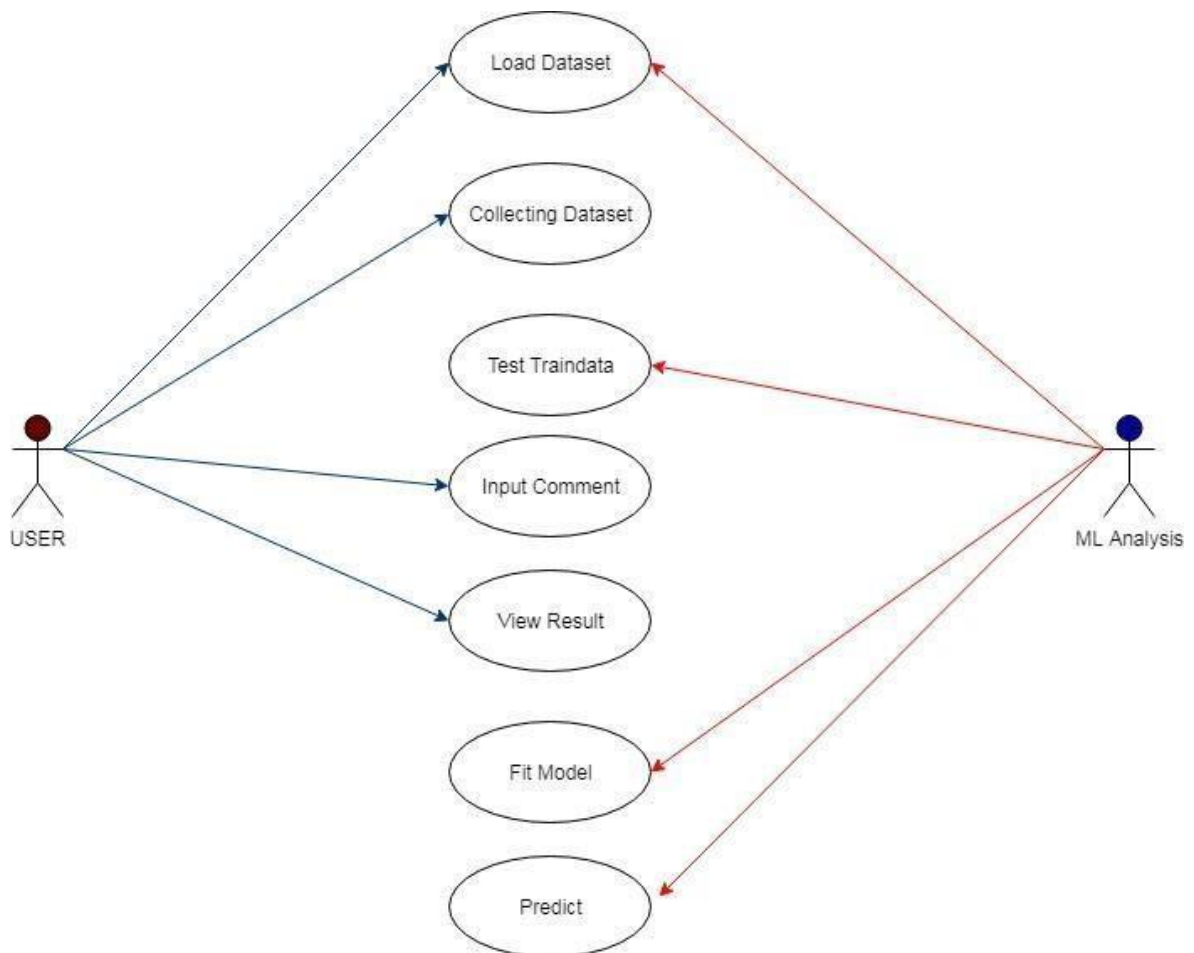 Load Dataset
Collecting Dataset
Test Traindata
Input Comment
USER
ML Analysis
View Result
Fit Model
Predict